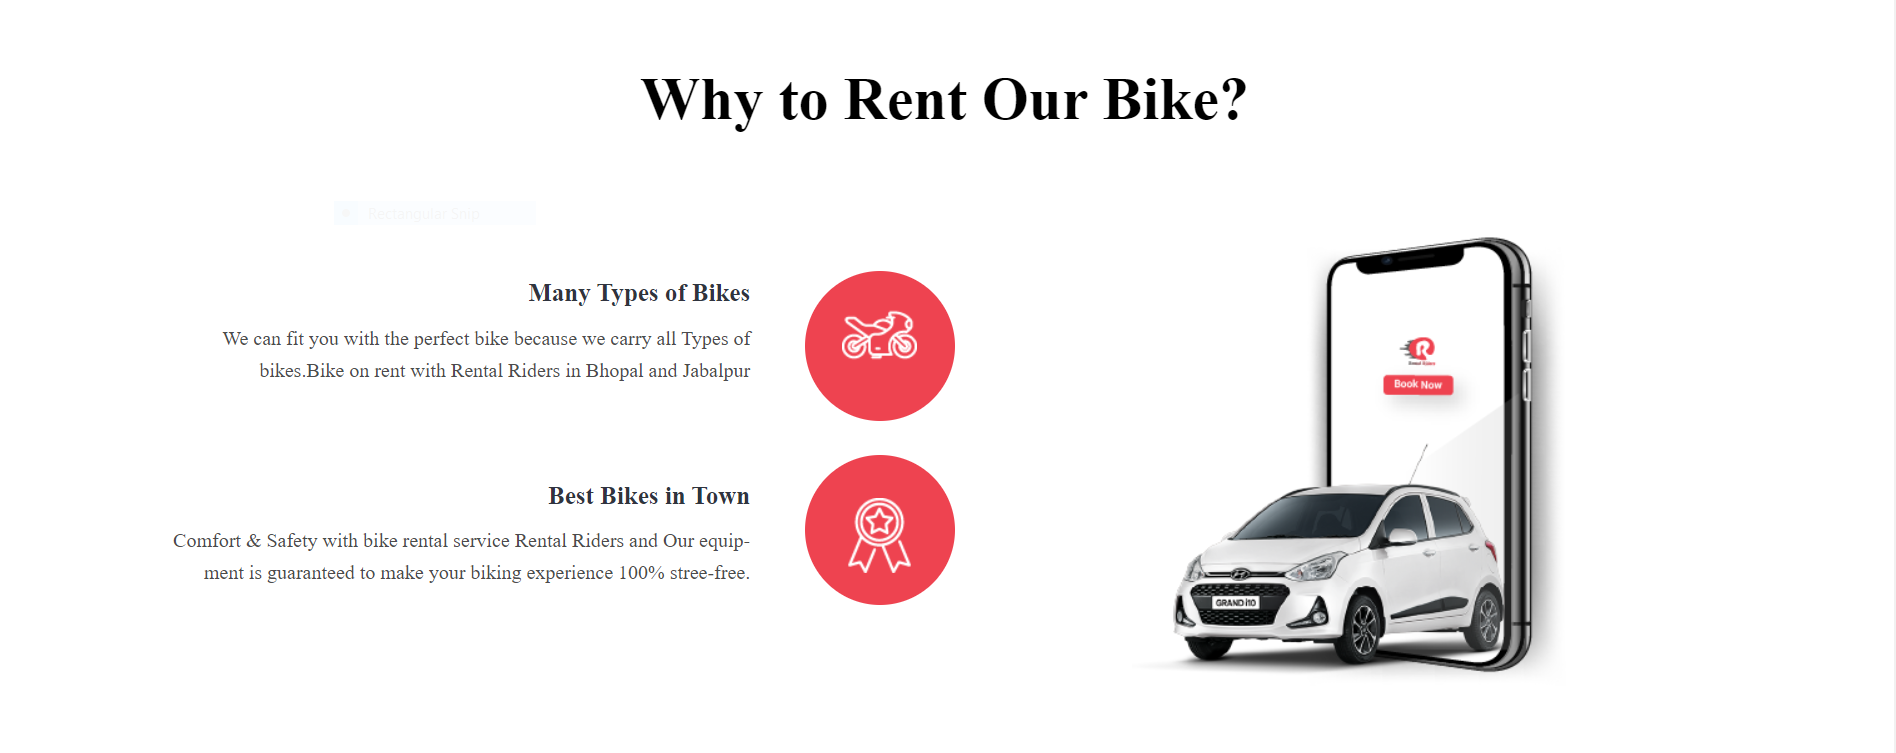 Why to Rent Our Bike?
Rectangular Snip
Many Types of Bikes
We can fit you with the perfect bike because we carry all Types of
bikes.Bike on rent with Rental Riders in Bhopal and Jabalpur
Best Bikes in Town
Comfort & Safety with bike rental service Rental Riders and Our equip-
ment is guaranteed to make your biking experience 100% stree-free.
R
Rental Riders
Book Now
GRAND i10